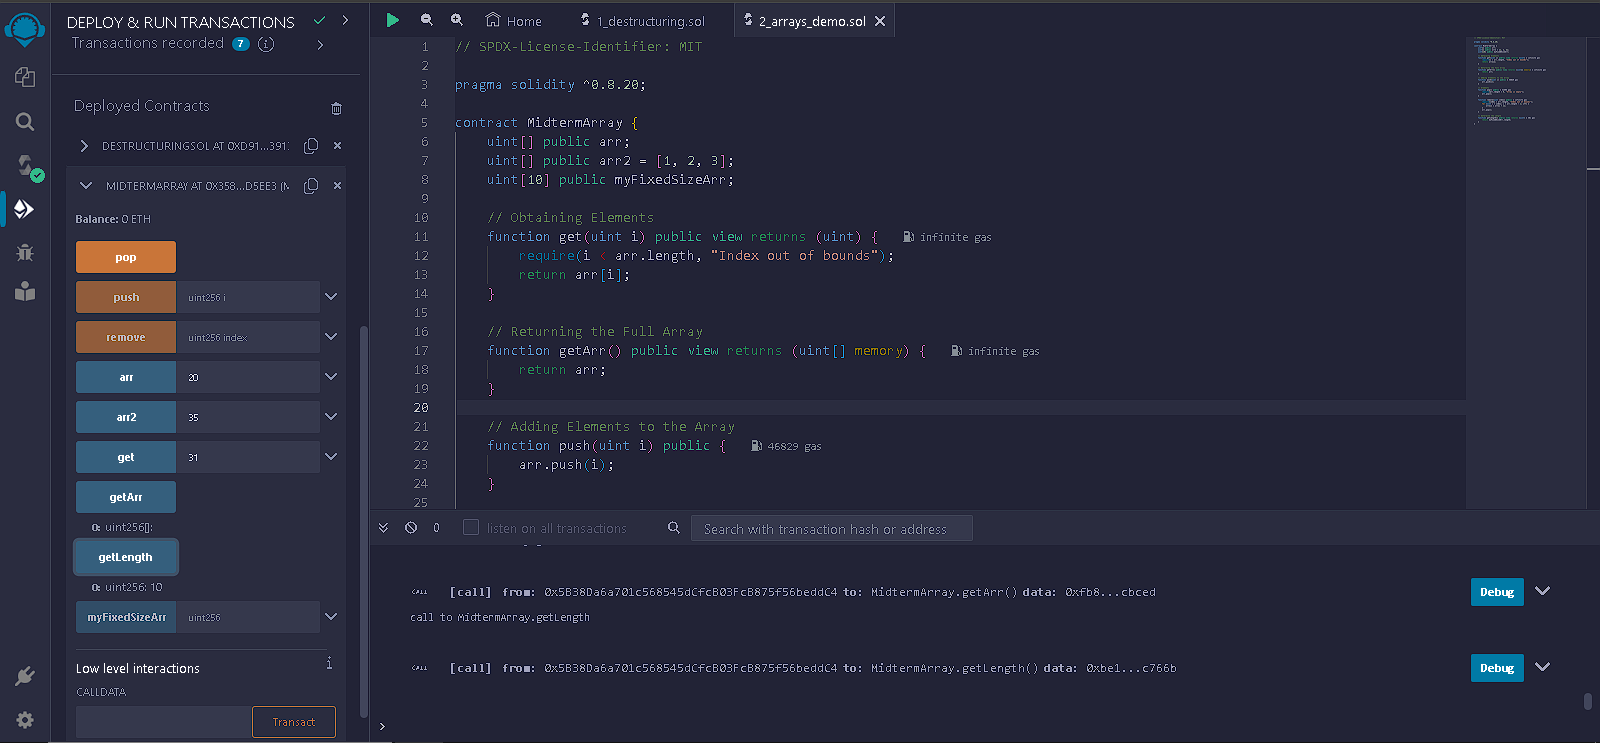 DEPLOY & RUN TRANSACTIONS
Transactions recorded 7 i
Deployed Contracts
DESTRUCTURINGSOL AT 0XD91...3913
MIDTERMARRAY AT 0X358...D5EE3 (M
Balance: 0 ETH
pop
push uint256 i
remove uint256 index
arr 20
arr2 35
get 31
getArr
0: uint256[]:
getLength
0: uint256: 10
myFixedSizeArr uint256
Low level interactions i
CALLDATA
Transact
Home 1_destructuring.sol 2_arrays_demo.sol
1 // SPDX-License-Identifier: MIT
2
3 pragma solidity ^0.8.20;
4
5 contract MidtermArray {
6 uint[] public arr;
7 uint[] public arr2 = [1, 2, 3];
8 uint[10] public myFixedSizeArr;
9
10 // Obtaining Elements
11 function get(uint i) public view returns (uint) { infinite gas
12 require(i < arr.length, "Index out of bounds");
13 return arr[i];
14 }
15
16 // Returning the Full Array
17 function getArr() public view returns (uint[] memory) { infinite gas
18 return arr;
19 }
20
21 // Adding Elements to the Array
22 function push(uint i) public { 46829 gas
23 arr.push(i);
24 }
25
0 listen on all transactions Search with transaction hash or address
CALL [call] from: 0x5B38Da6a701c568545dCfcB03FcB875f56beddC4 to: MidtermArray.getArr() data: 0xfb8...cbced Debug
call to MidtermArray.getLength
CALL [call] from: 0x5B38Da6a701c568545dCfcB03FcB875f56beddC4 to: MidtermArray.getLength() data: 0xbe1...c766b Debug
>